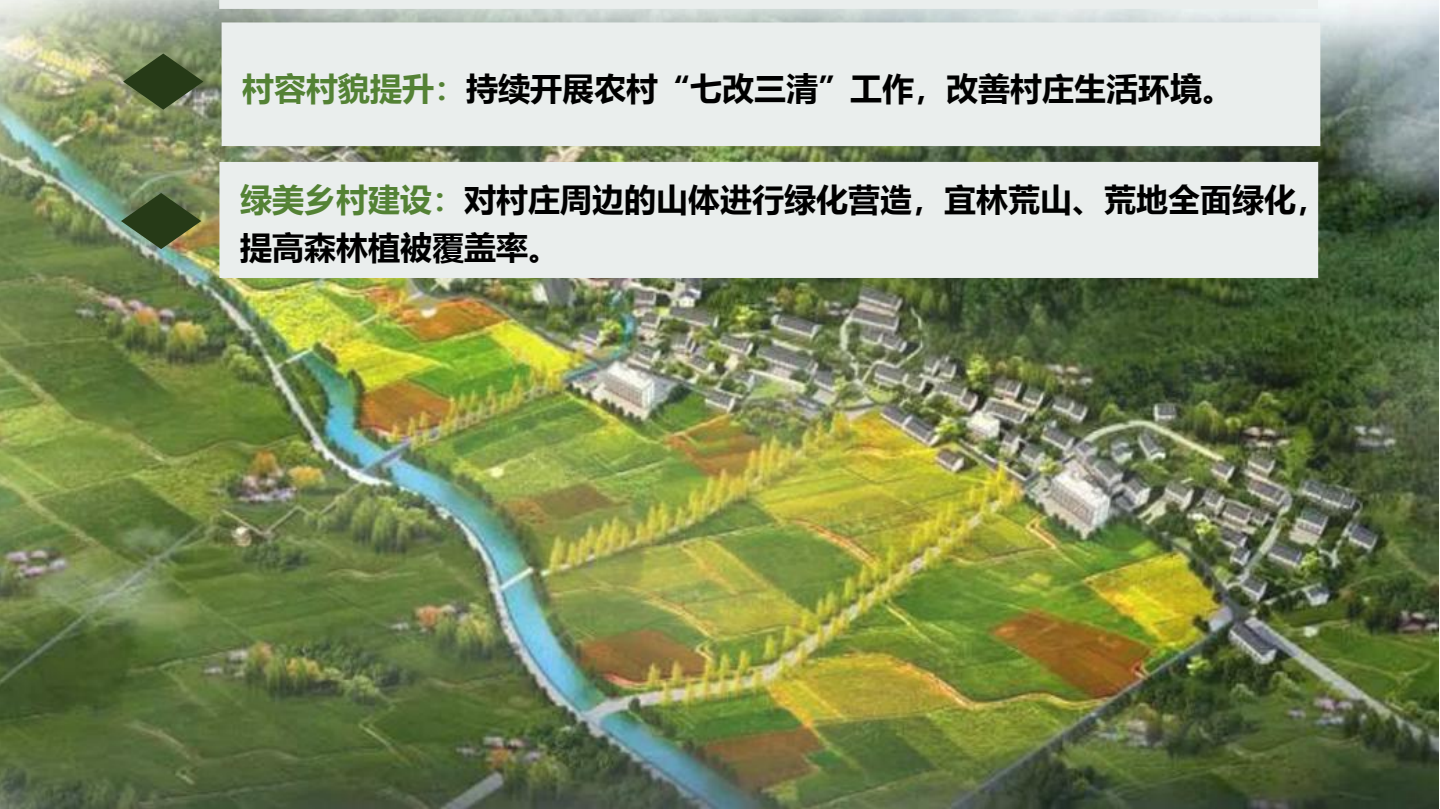 村容村貌提升：持续开展农村“七改三清”工作，改善村庄生活环境。
绿美乡村建设：对村庄周边的山体进行绿化营造，宜林荒山、荒地全面绿化，
提高森林植被覆盖率。